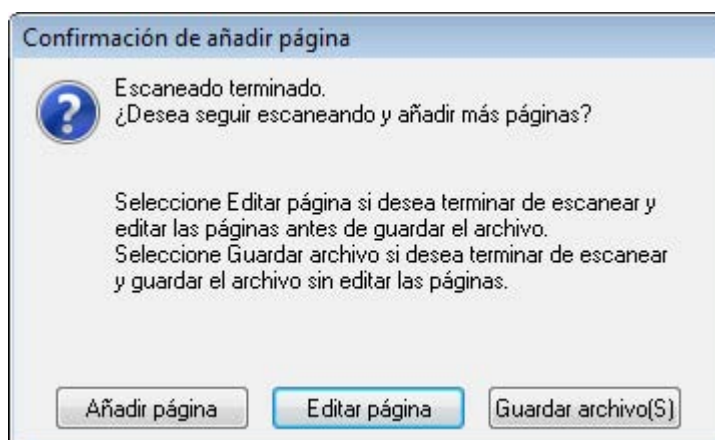 Confirmación de añadir página
Escaneado terminado.
¿Desea seguir escaneando y añadir más páginas?
Seleccione Editar página si desea terminar de escanear y
editar las páginas antes de guardar el archivo.
Seleccione Guardar archivo si desea terminar de escanear
y guardar el archivo sin editar las páginas.
Añadir página Editar página Guardar archivo(S)